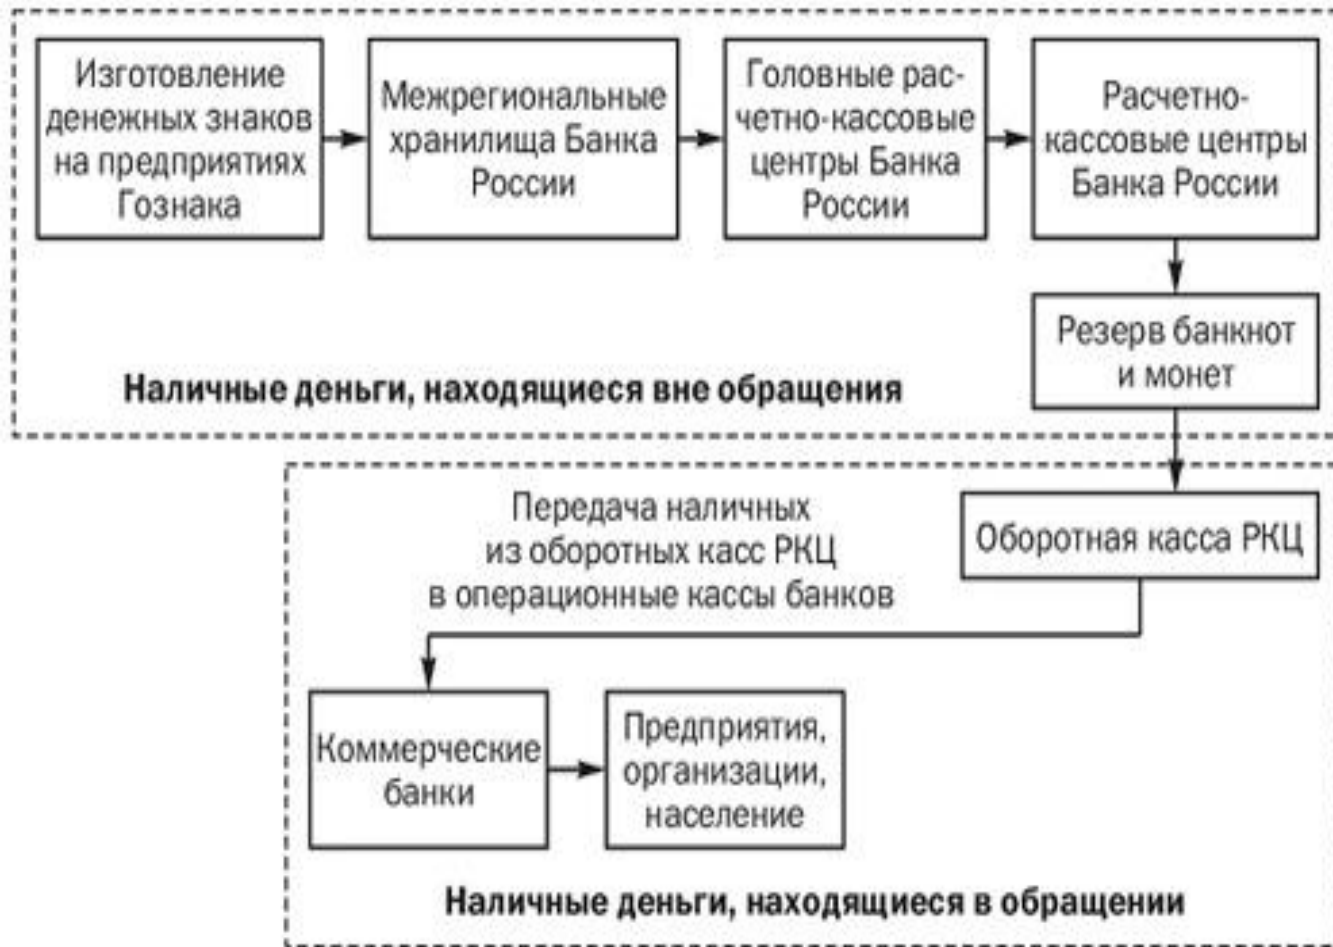 Изготовление
денежных знаков
на предприятиях
Гознака
Межрегиональные
хранилища Банка
России
Головные рас-
четно-кассовые
центры Банка
России
Расчетно-
кассовые центры
Банка России
Резерв банкнот
и монет
Наличные деньги, находящиеся вне обращения
Передача наличных
из оборотных касс РКЦ
в операционные кассы банков
Оборотная касса РКЦ
Коммерческие
банки
Предприятия,
организации,
население
Наличные деньги, находящиеся в обращении